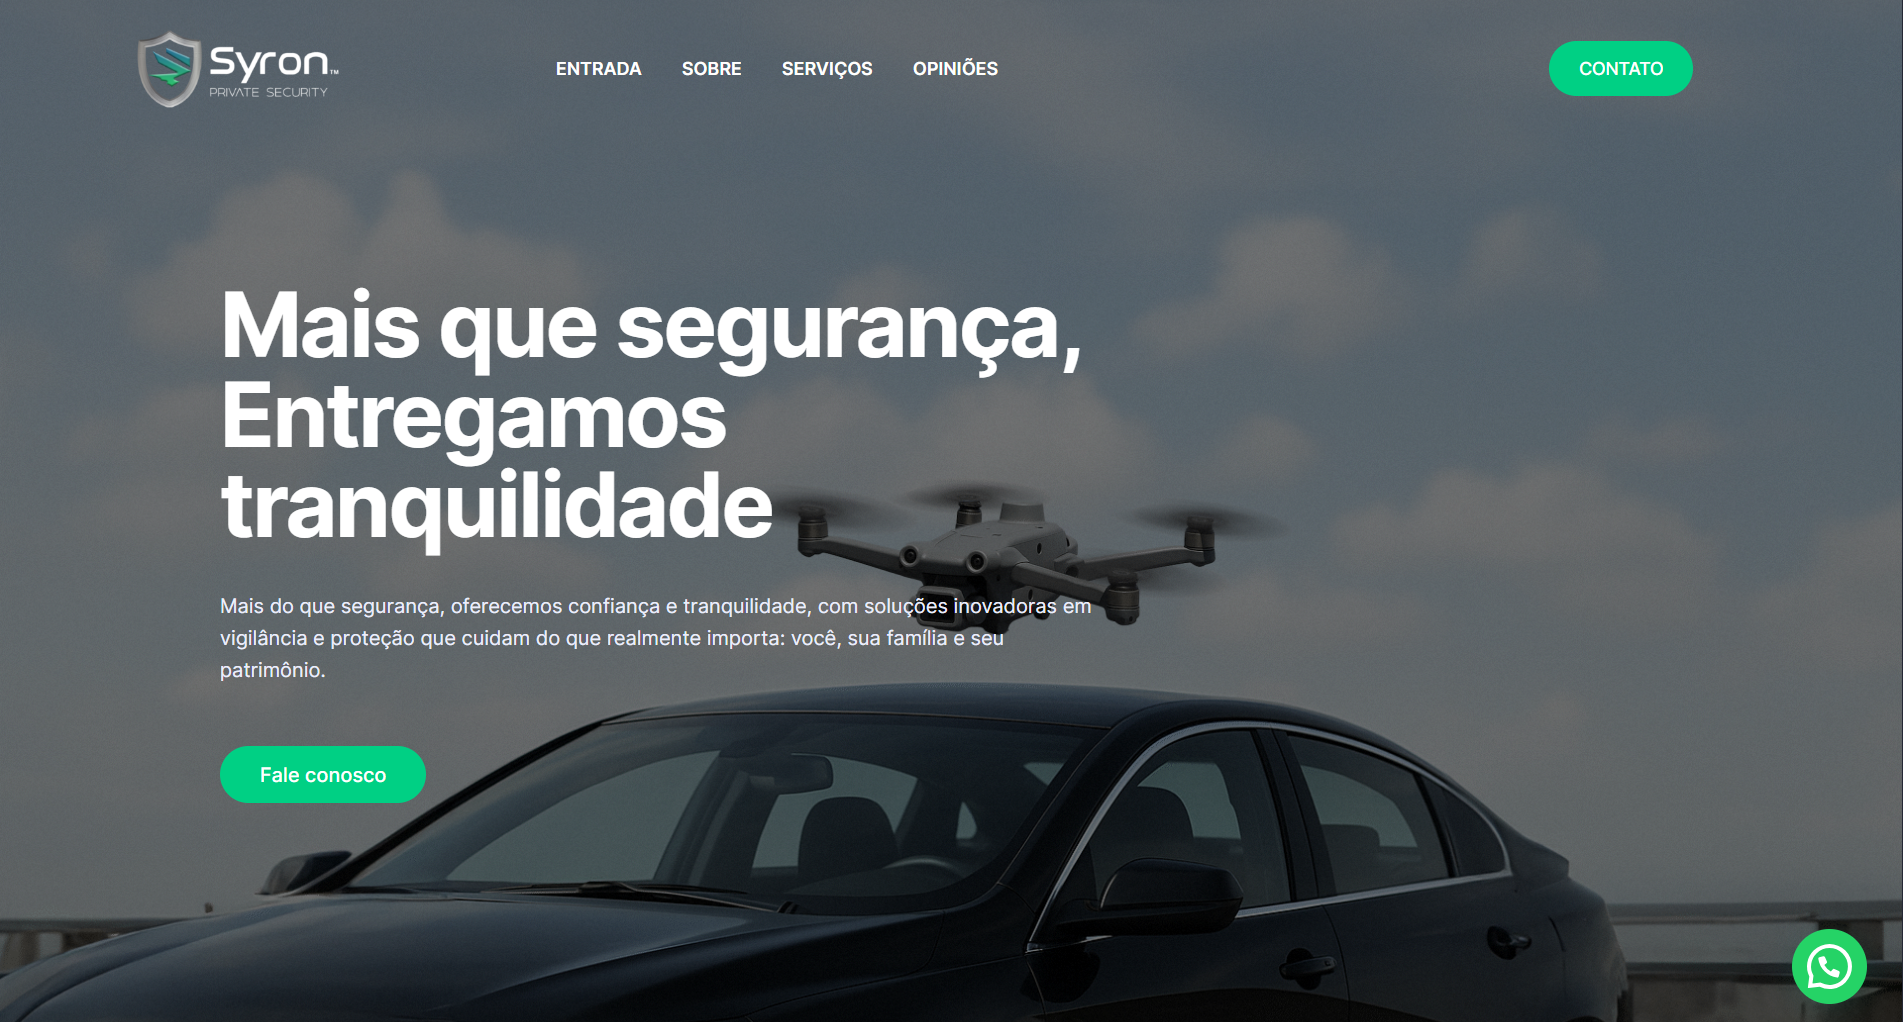 Syron™
PRIVATE SECURITY
ENTRADA
SOBRE
SERVIÇOS
OPINIÕES
CONTATO
Mais que segurança,
Entregamos
tranquilidade
Mais do que segurança, oferecemos confiança e tranquilidade, com soluções inovadoras em
vigilância e proteção que cuidam do que realmente importa: você, sua família e seu
patrimônio.
Fale conosco